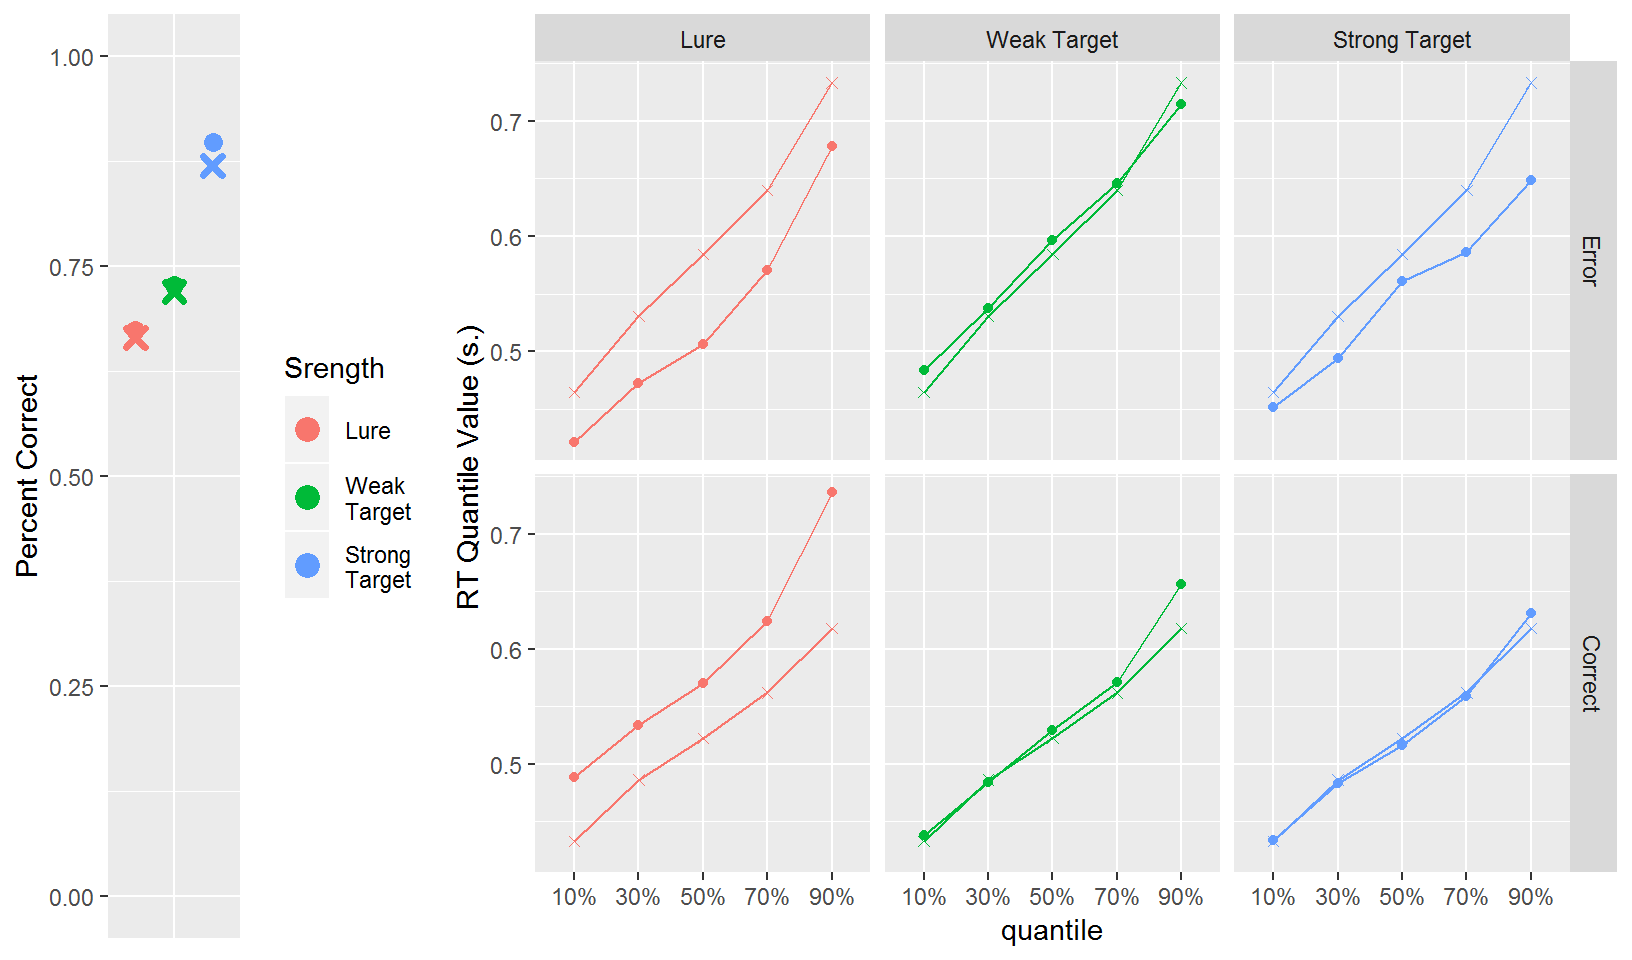 Percent Correct
1.00
0.75
0.50
0.25
0.00
Srength
Lure
Weak
Target
Strong
Target
RT Quantile Value (s.)
Lure
Weak Target
Strong Target
0.7
0.6
0.5
Error
0.7
0.6
0.5
Correct
10% 30% 50% 70% 90%
10% 30% 50% 70% 90%
10% 30% 50% 70% 90%
quantile